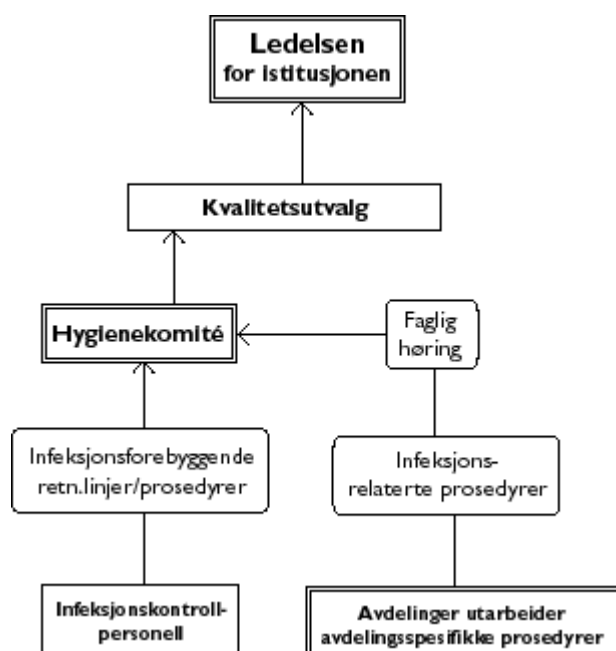 Ledelsen
for istitusjonen
Kvalitetsutvalg
Hygienekomité
Faglig
høring
Infeksjonsforebyggende
retn.linjer/prosedyrer
Infeksjons-
relaterte prosedyrer
Infeksjonskontroll-
personell
Avdelinger utarbeider
avdelingsspesifikke prosedyrer